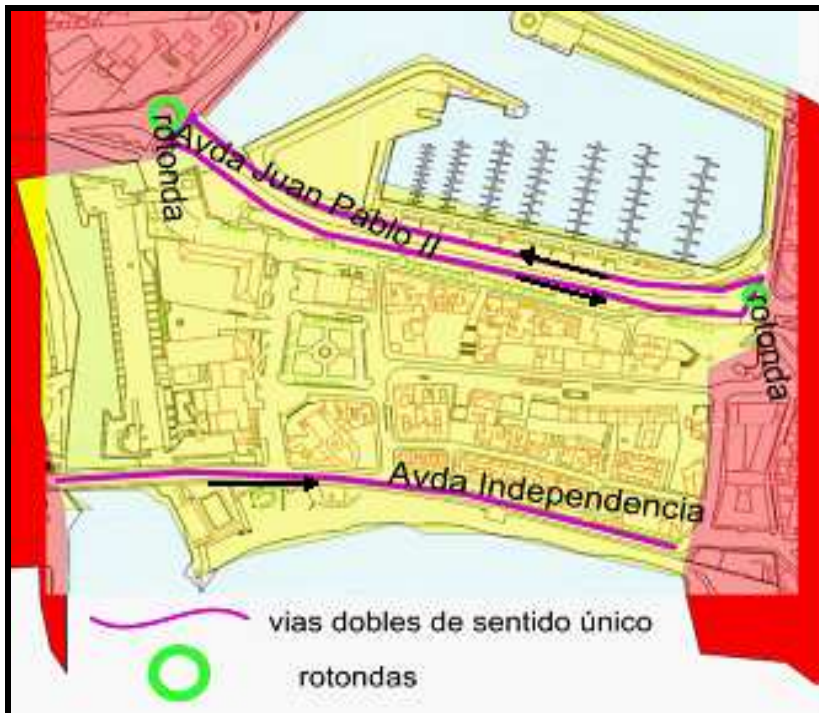 rotonda
Avda Juan Pablo II
rotonda
Avda Independencia
vias dobles de sentido único
rotondas